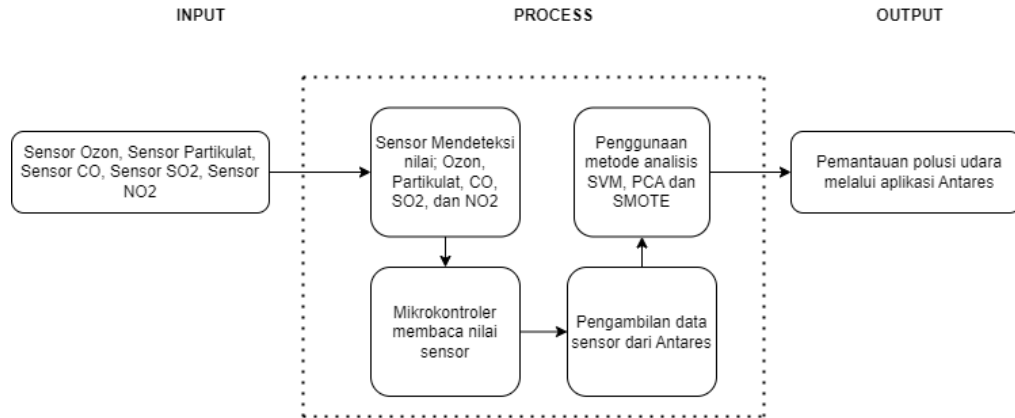 INPUT
PROCESS
OUTPUT
Sensor Ozon, Sensor Partikulat,
Sensor CO, Sensor SO2, Sensor
NO2
Sensor Mendeteksi
nilai; Ozon,
Partikulat, CO,
SO2, dan NO2
Mikrokontroler
membaca nilai
sensor
Pengambilan data
sensor dari Antares
Penggunaan
metode analisis
SVM, PCA dan
SMOTE
Pemantauan polusi udara
melalui aplikasi Antares